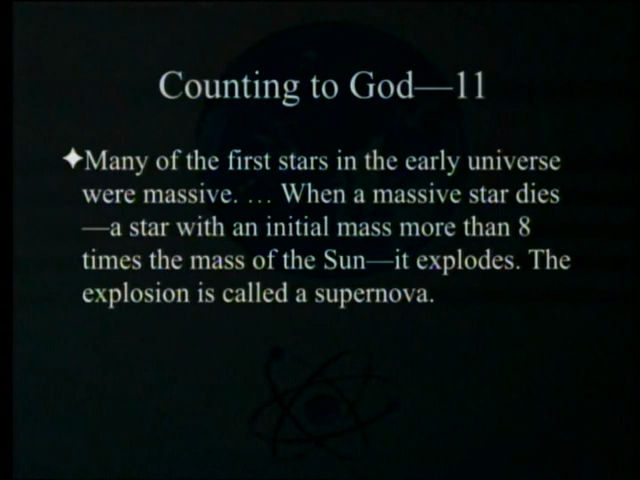 Counting to God—11
✦Many of the first stars in the early universe
were massive. … When a massive star dies
—a star with an initial mass more than 8
times the mass of the Sun—it explodes. The
explosion is called a supernova.